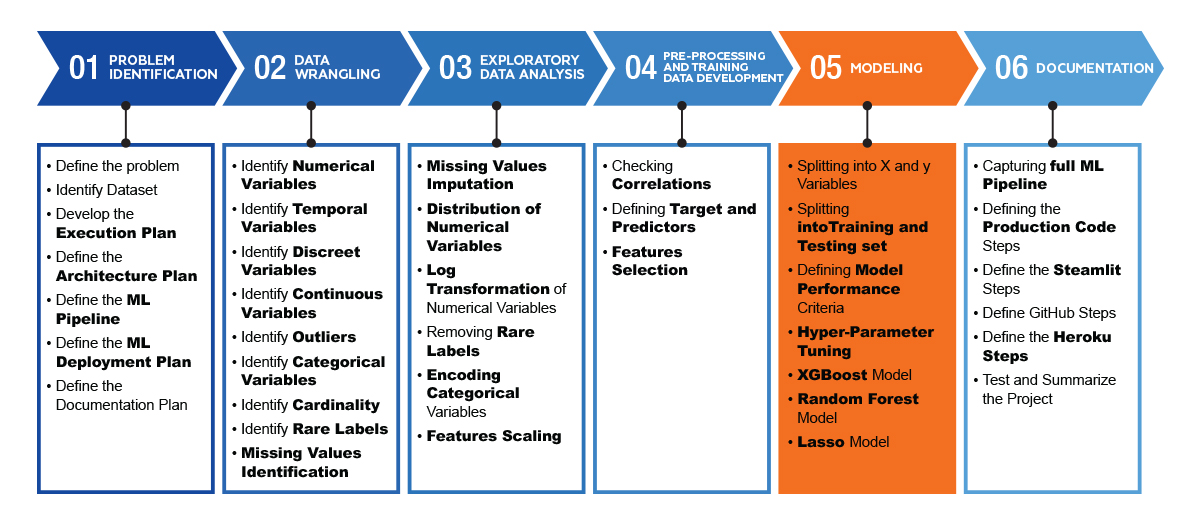 01 PROBLEM
IDENTIFICATION
02 DATA
WRANGLING
03 EXPLORATORY
DATA ANALYSIS
04 PRE-PROCESSING
AND TRAINING
DATA DEVELOPMENT
05 MODELING
06 DOCUMENTATION
• Define the problem
• Identify Dataset
• Develop the
Execution Plan
• Define the
Architecture Plan
• Define the ML
Pipeline
• Define the ML
Deployment Plan
• Define the
Documentation Plan
• Identify Numerical
Variables
• Identify Temporal
Variables
• Identify Discreet
Variables
• Identify Continuous
Variables
• Identify Outliers
• Identify Categorical
Variables
• Identify Cardinality
• Identify Rare Labels
• Missing Values
Identification
• Missing Values
Imputation
• Distribution of
Numerical
Variables
• Log
Transformation of
Numerical Variables
• Removing Rare
Labels
• Encoding
Categorical
Variables
• Features Scaling
• Checking
Correlations
• Defining Target and
Predictors
• Features
Selection
• Splitting into X and y
Variables
• Splitting
intoTraining and
Testing set
• Defining Model
Performance
Criteria
• Hyper-Parameter
Tuning
• XGBoost Model
• Random Forest
Model
• Lasso Model
• Capturing full ML
Pipeline
• Defining the
Production Code
Steps
• Define the Steamlit
Steps
• Define GitHub Steps
• Define the Heroku
Steps
• Test and Summarize
the Project